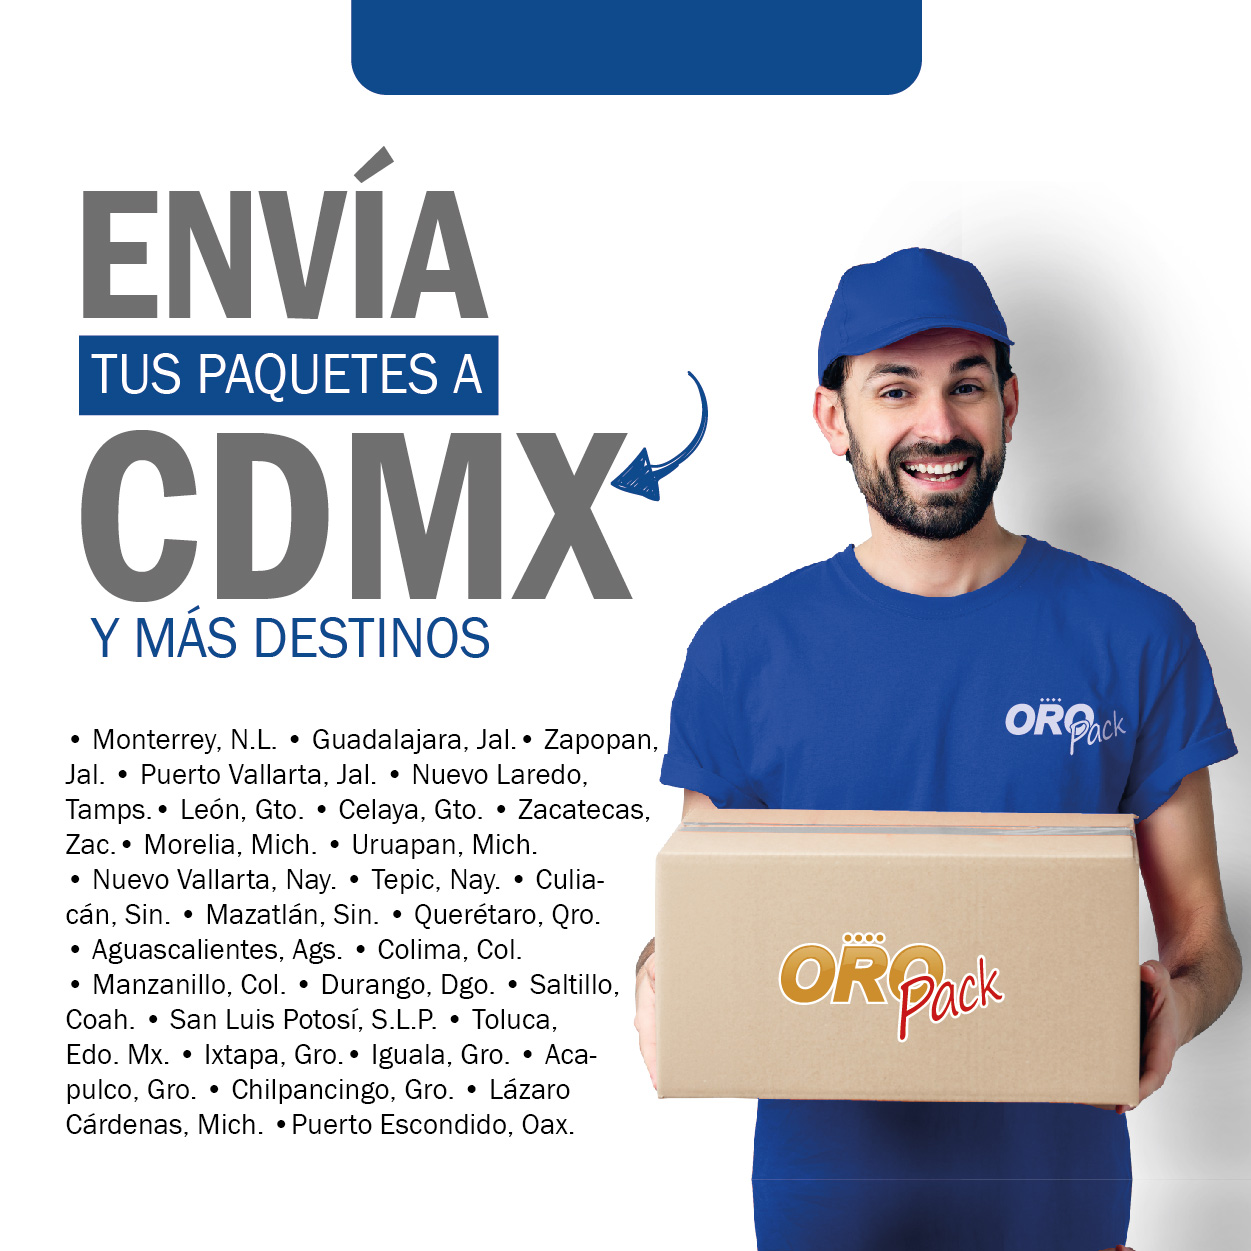 ENVÍA
TUS PAQUETES A
CDMX
Y MÁS DESTINOS
• Monterrey, N.L. • Guadalajara, Jal.• Zapopan,
Jal. • Puerto Vallarta, Jal. • Nuevo Laredo,
Tamps.• León, Gto. • Celaya, Gto. • Zacatecas,
Zac.• Morelia, Mich. • Uruapan, Mich.
• Nuevo Vallarta, Nay. • Tepic, Nay. • Culia-
cán, Sin. • Mazatlán, Sin. • Querétaro, Qro.
• Aguascalientes, Ags. • Colima, Col.
• Manzanillo, Col. • Durango, Dgo. • Saltillo,
Coah. • San Luis Potosí, S.L.P. • Toluca,
Edo. Mx. • Ixtapa, Gro.• Iguala, Gro. • Aca-
pulco, Gro. • Chilpancingo, Gro. • Lázaro
Cárdenas, Mich. •Puerto Escondido, Oax.
ORO
Pack
ORO
Pack